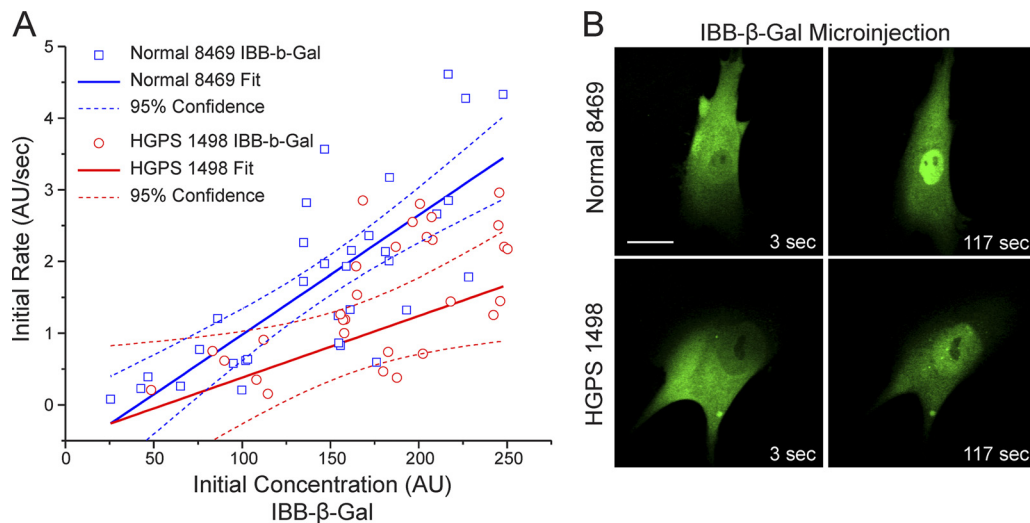 A
Initial Rate (AU/sec)
5
4
3
2
1
0
Normal 8469 IBB-b-Gal
Normal 8469 Fit
95% Confidence
HGPS 1498 IBB-b-Gal
HGPS 1498 Fit
95% Confidence
0
50
100
150
200
250
Initial Concentration (AU)
IBB-β-Gal
B
IBB-β-Gal Microinjection
Normal 8469
3 sec
117 sec
HGPS 1498
3 sec
117 sec